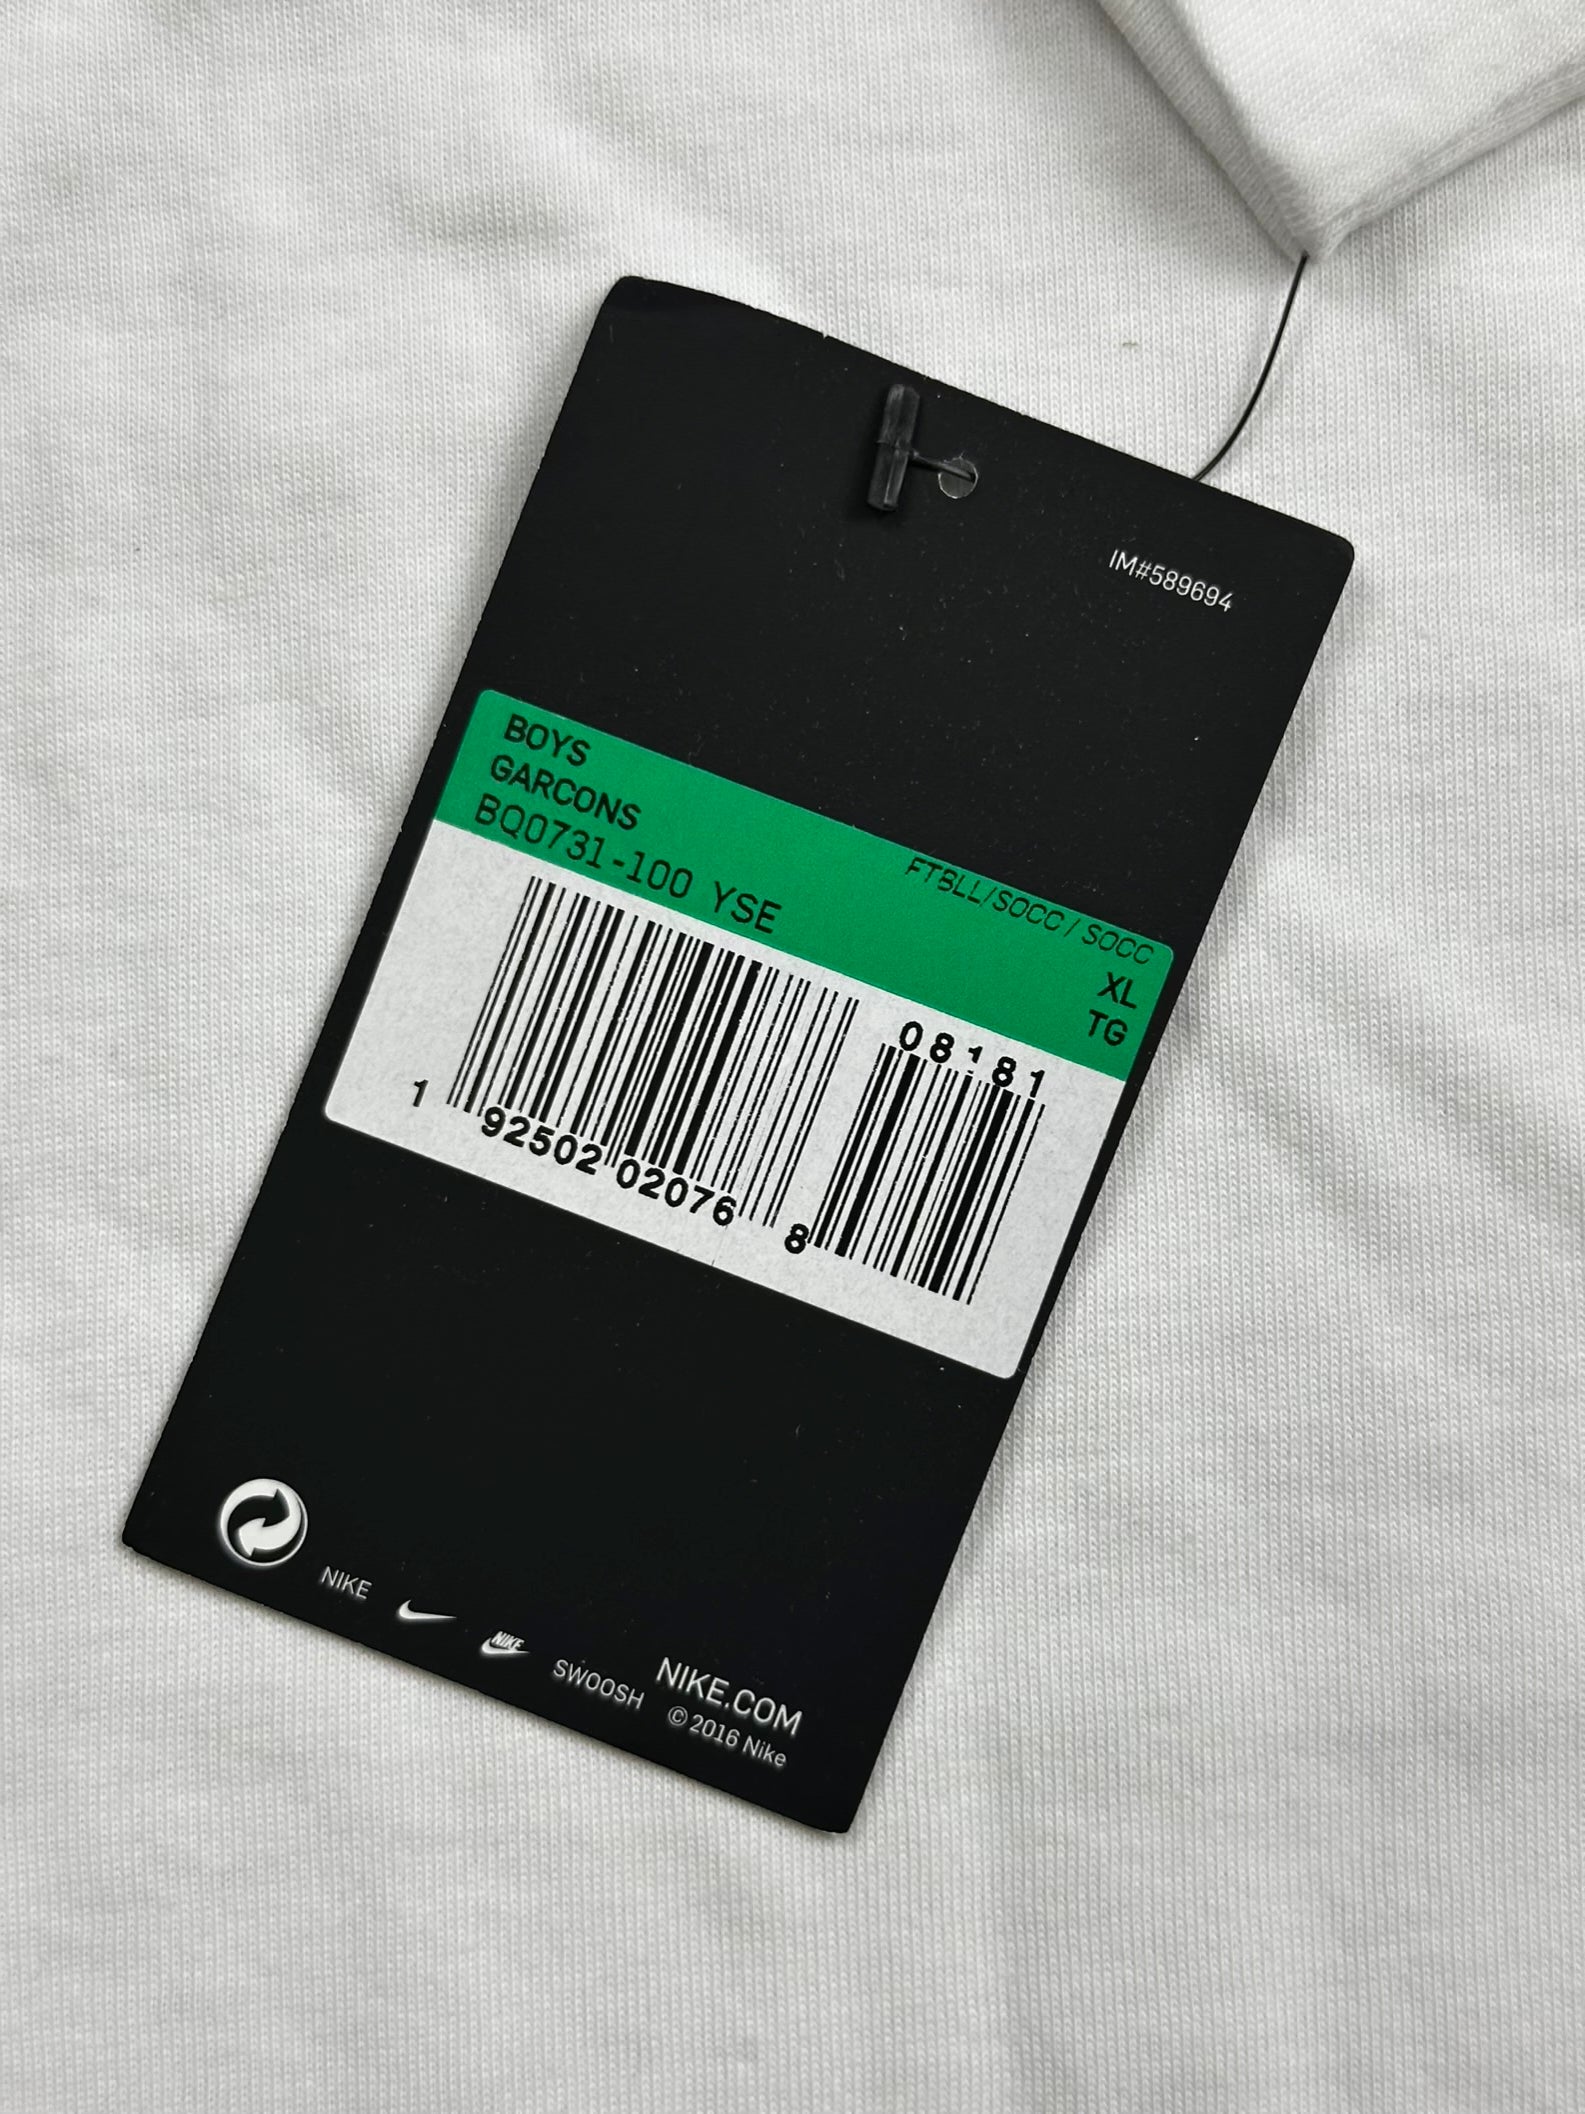 IM#589694
BOYS
GARCONS
BQ0731-100 YSE
FTBLL/SOCC / SOCC
XL
TG
08181
1 92502 02076 8
NIKE
NIKE
SWOOSH
NIKE.COM
© 2016 Nike